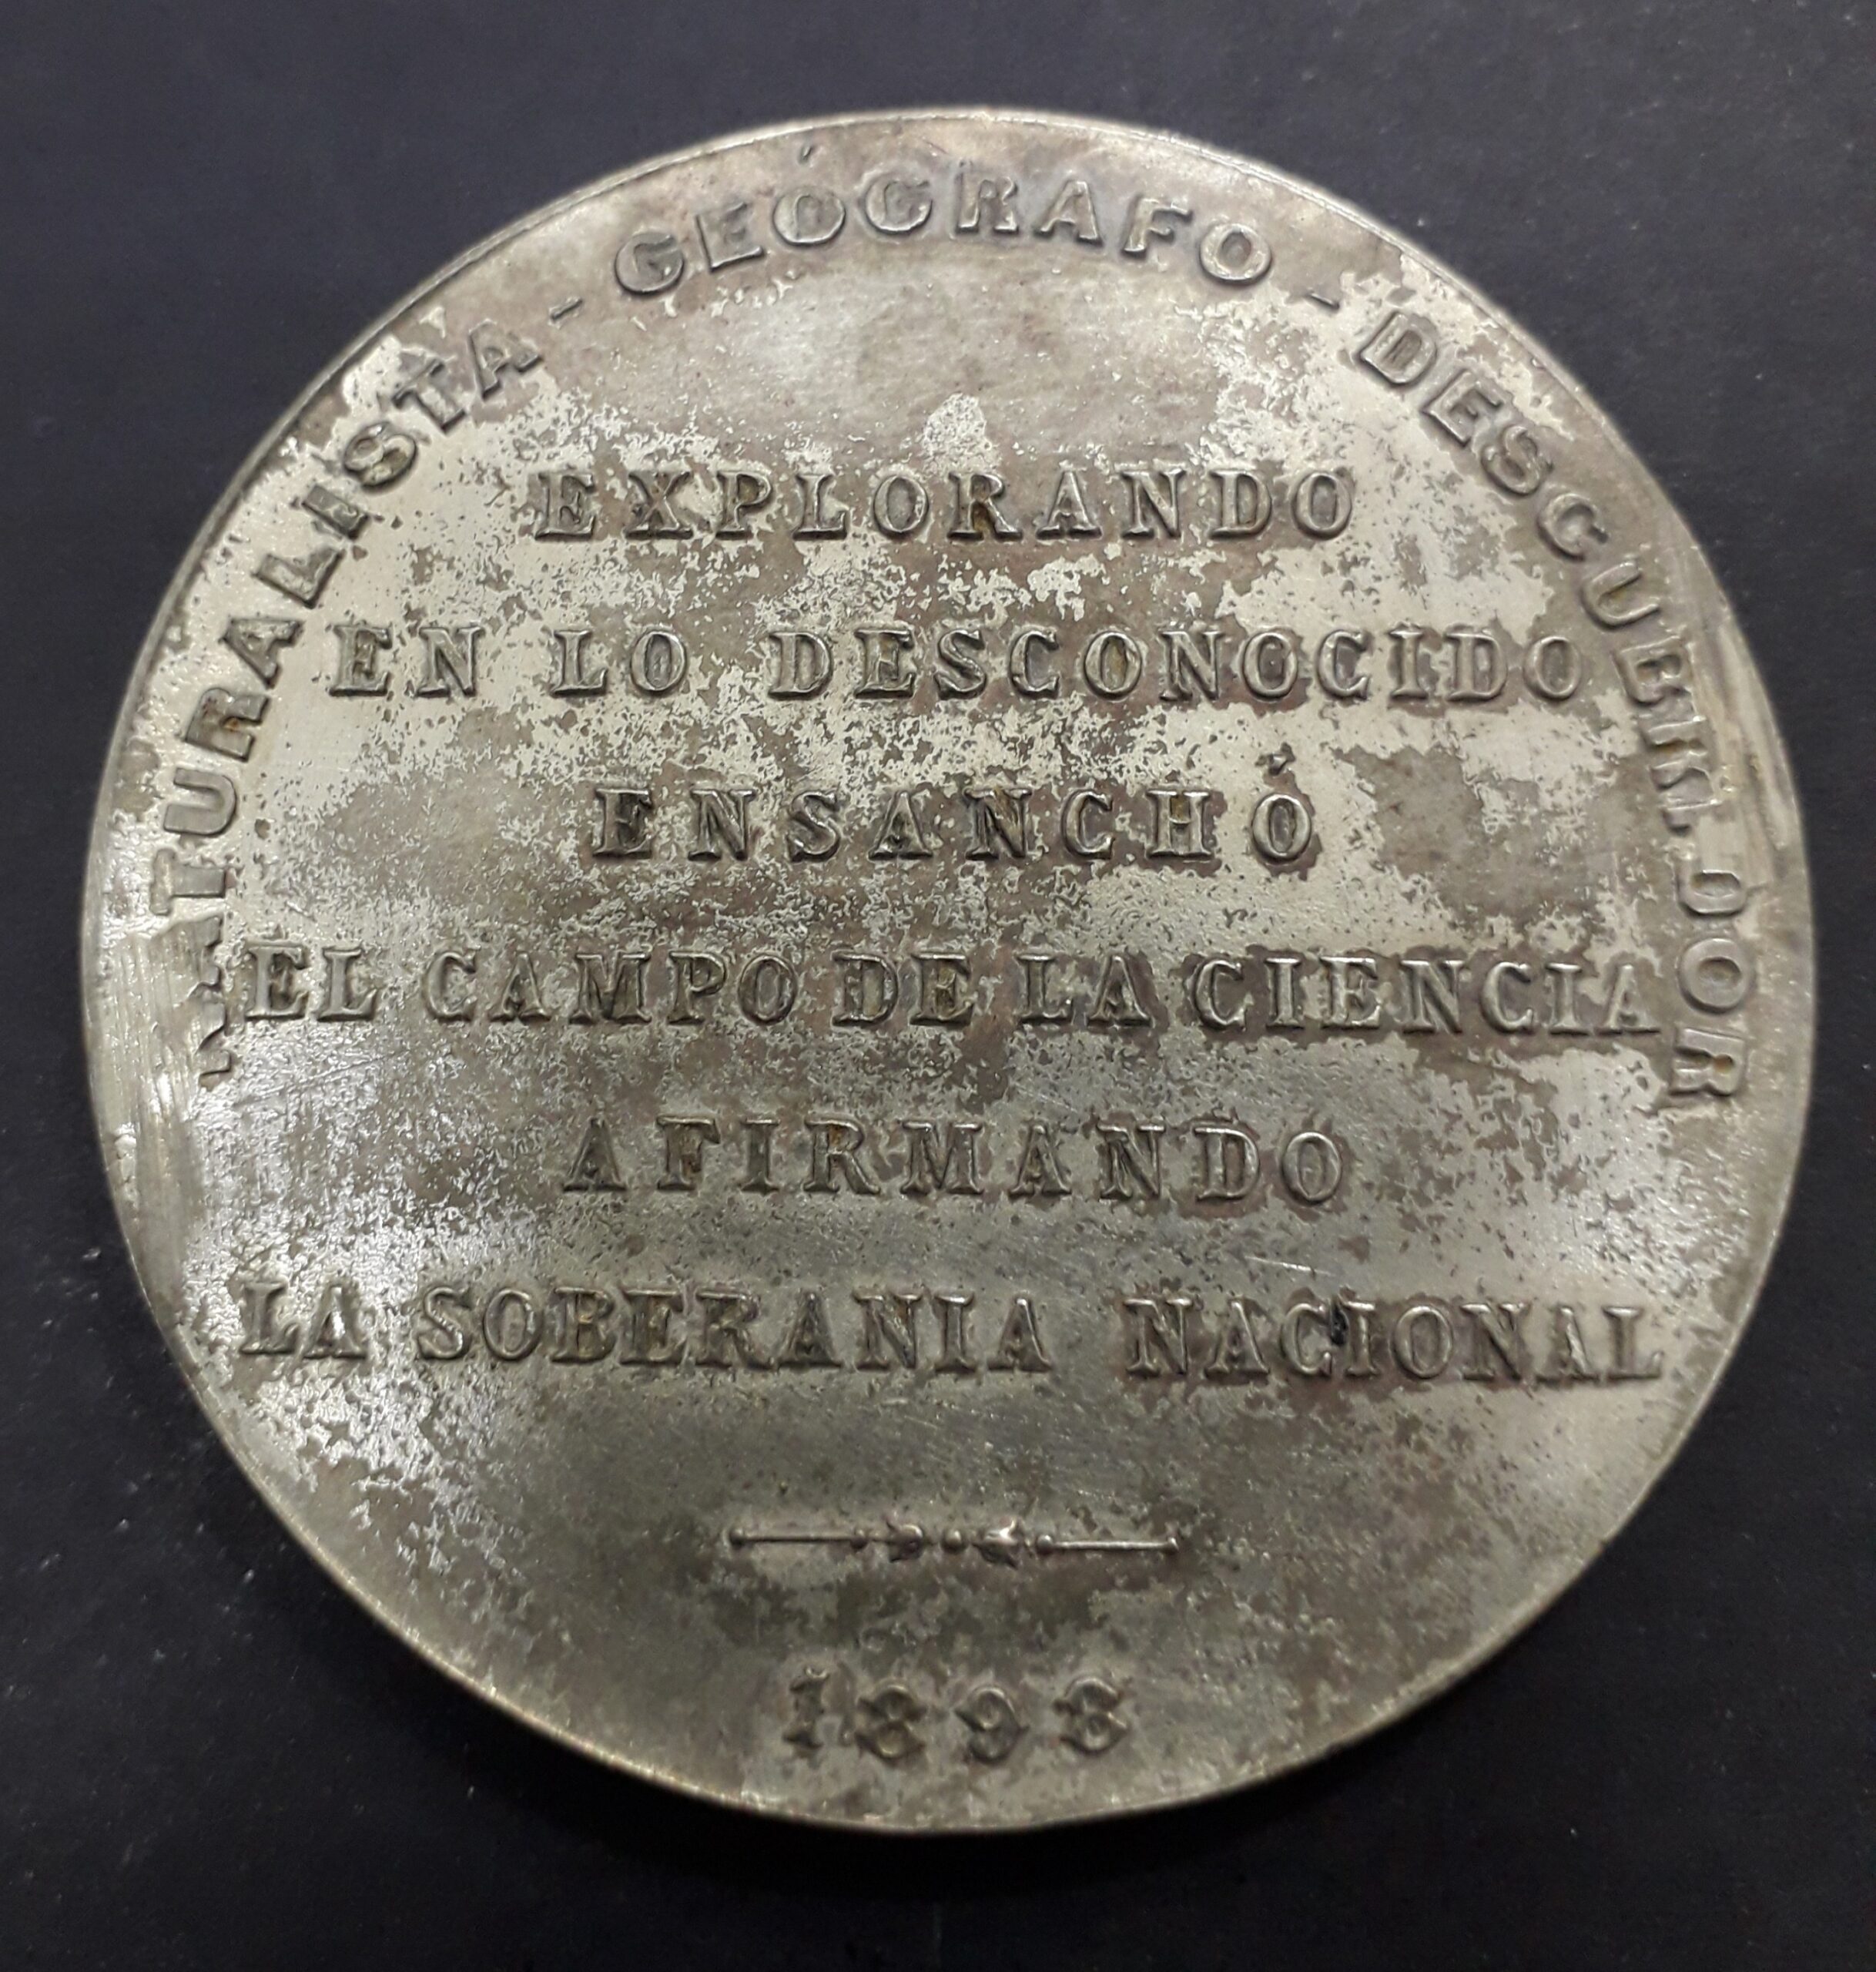 NATURALISTA - GEÓGRAFO - DESCUBRIDOR
EXPLORANDO
EN LO DESCONOCIDO
ENSANCHÓ
EL CAMPO DE LA CIENCIA
AFIRMANDO
LA SOBERANIA NACIONAL
1898